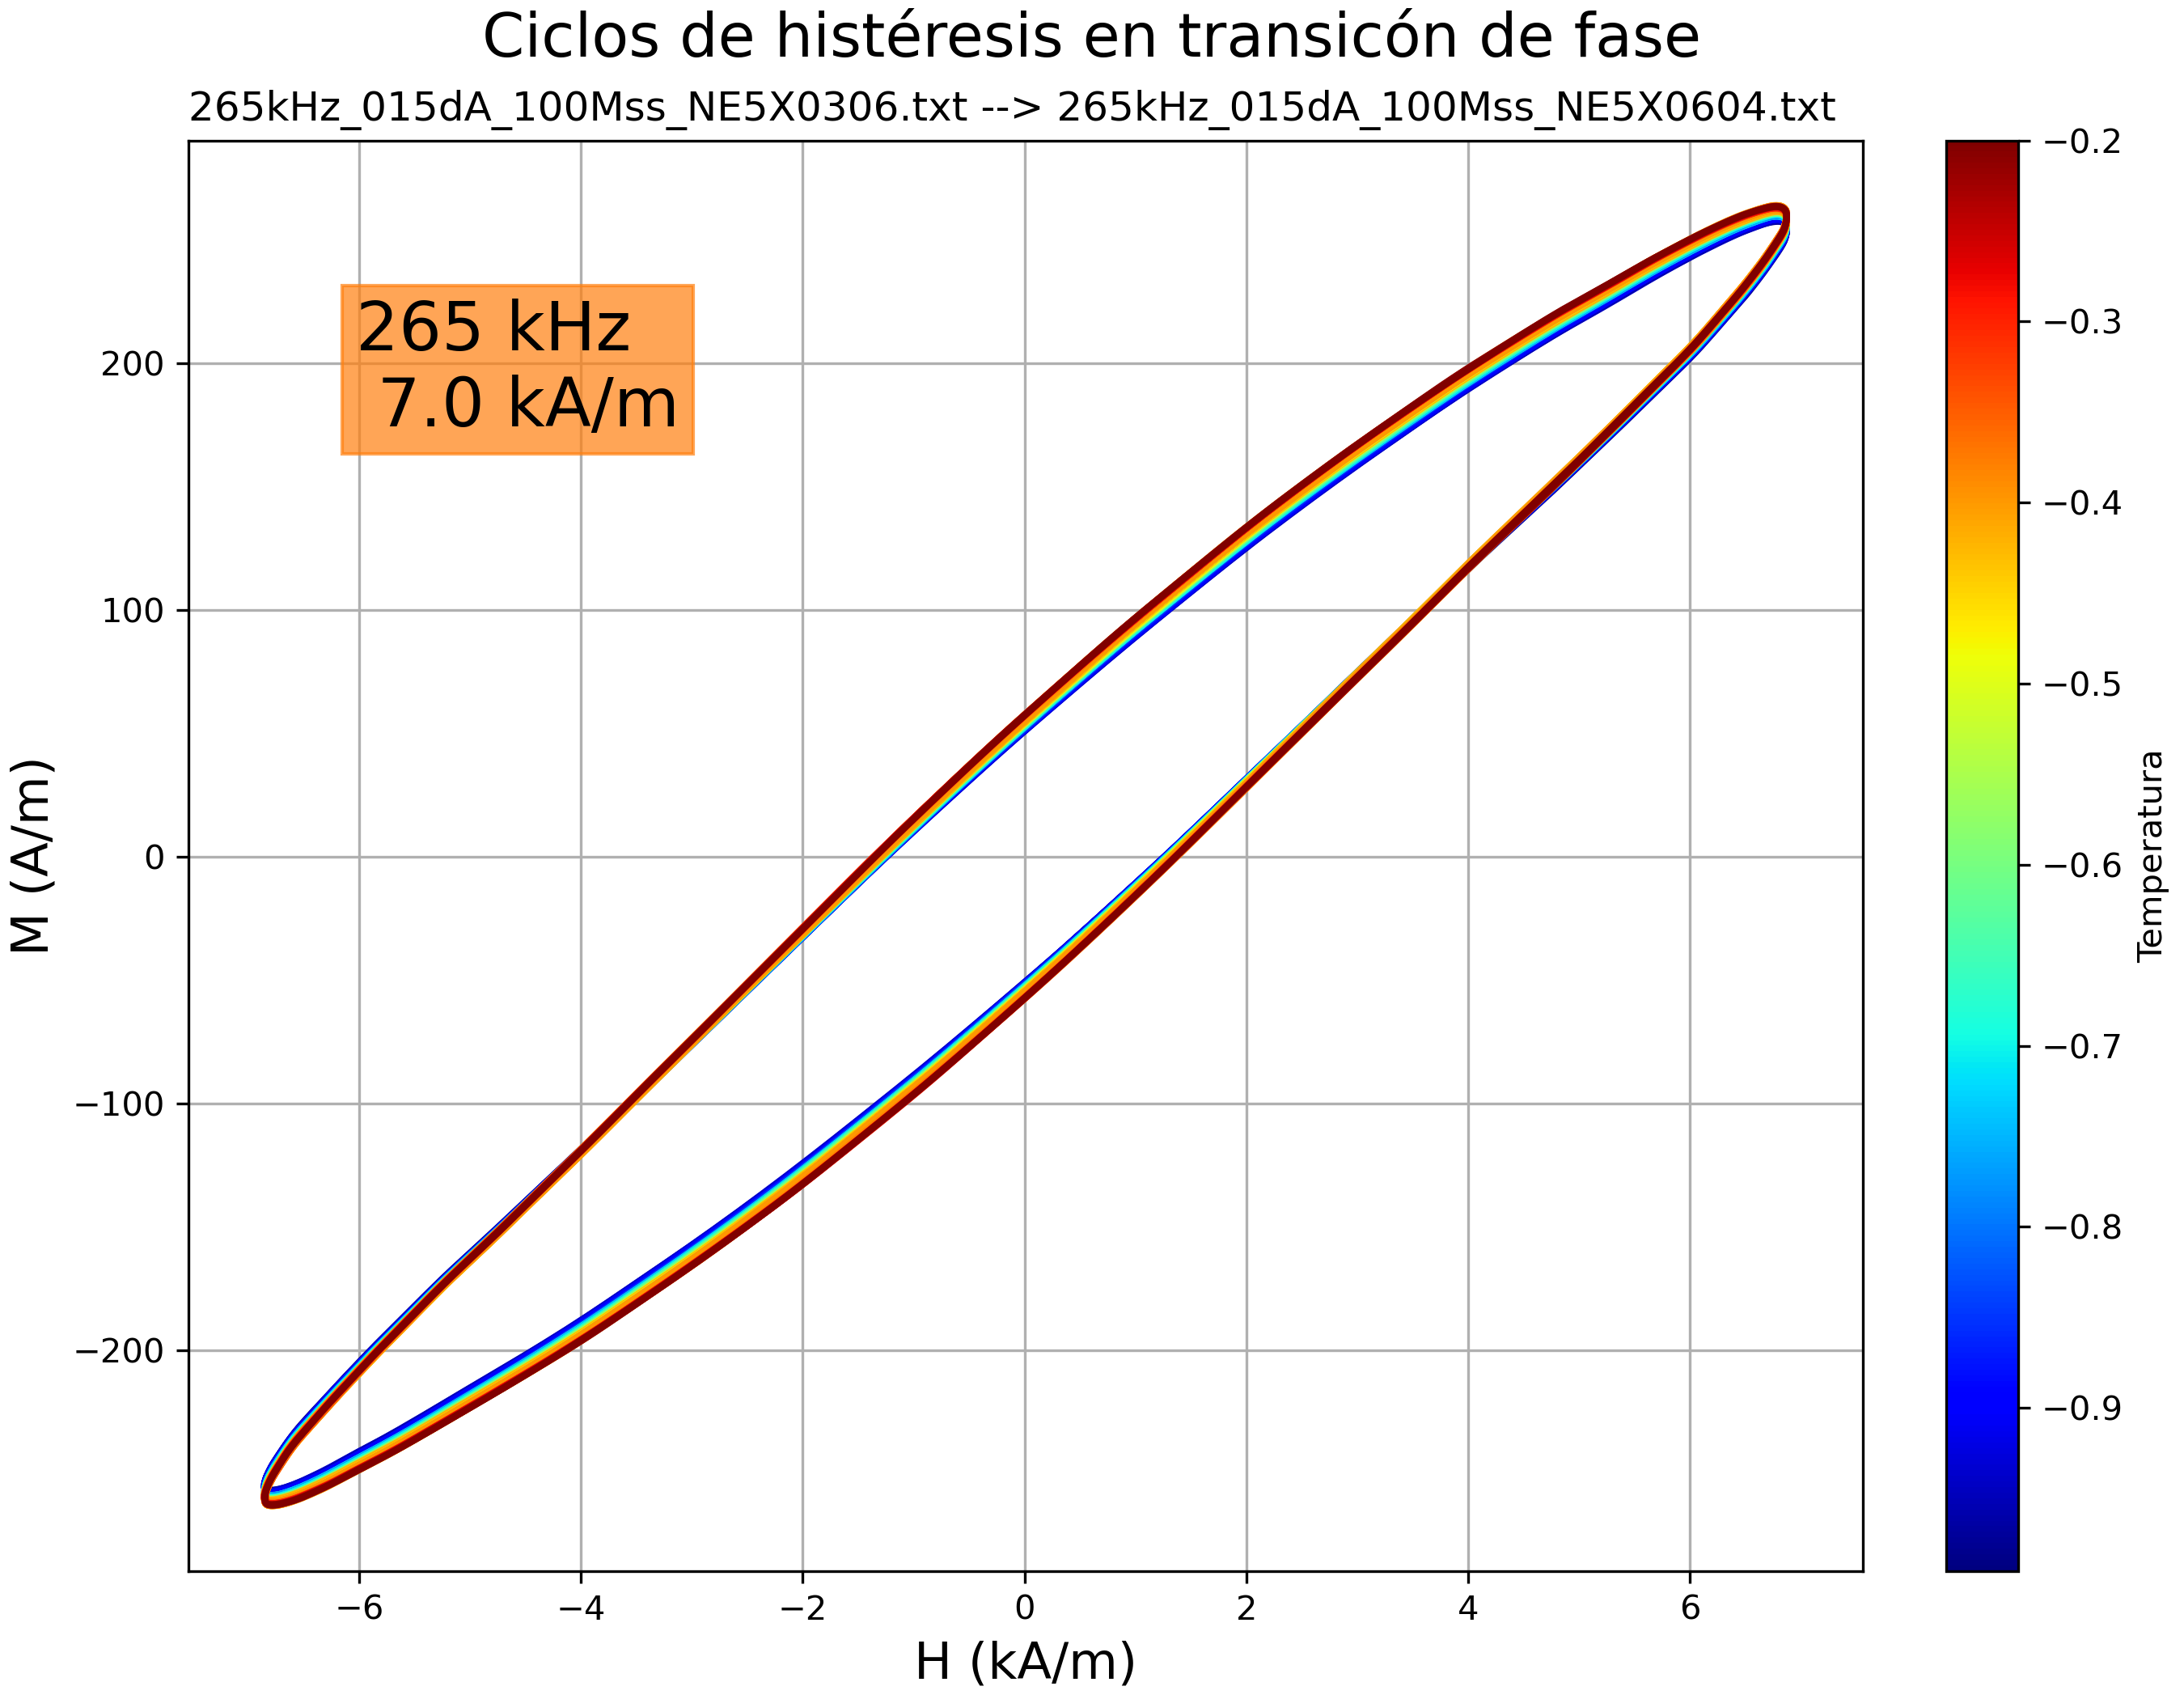 Ciclos de histéresis en transicón de fase
265kHz_015dA_100Mss_NE5X0306.txt --> 265kHz_015dA_100Mss_NE5X0604.txt
265 kHz
7.0 kA/m
M (A/m)
200
100
0
−100
−200
−6
−4
−2
0
2
4
6
H (kA/m)
−0.2
−0.3
−0.4
−0.5
−0.6
−0.7
−0.8
−0.9
Temperatura